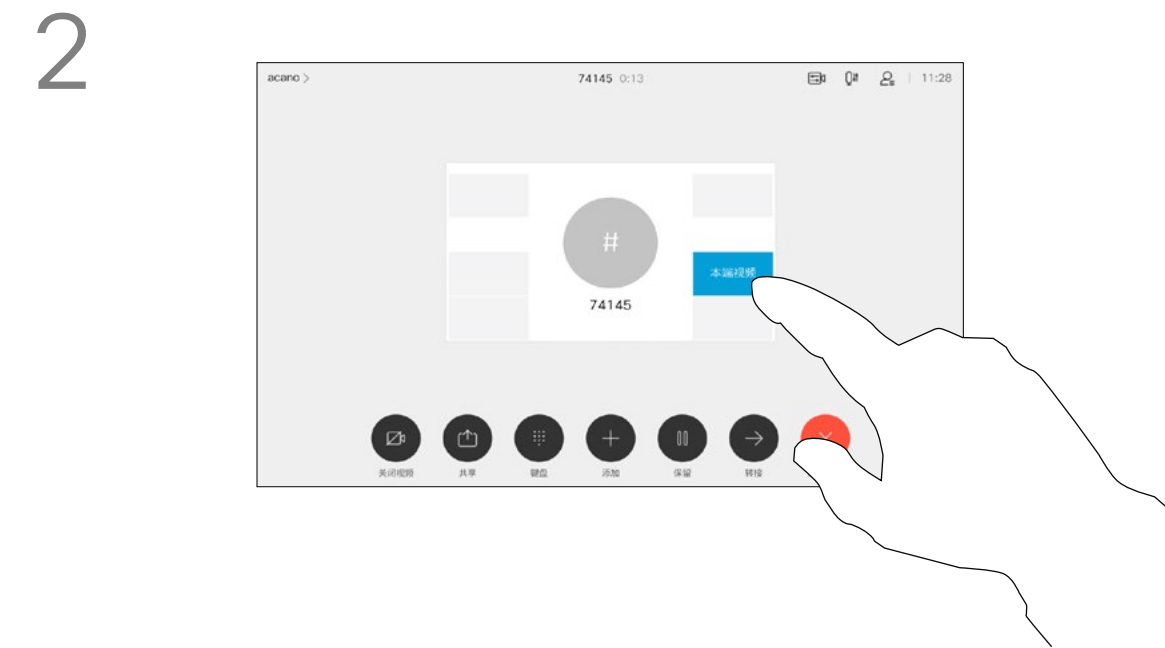 2
acano >
74145 0:13
11:28
#
本端视频
74145
关闭视频
共享
键盘
添加
保留
转接